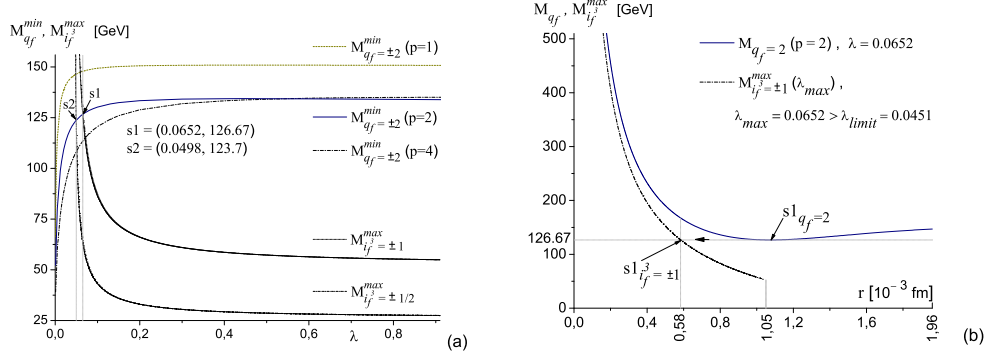 M_{q_f}^{min}, M_{i_f^3}^{max} [GeV]
150
125
100
75
50
25
0,0
0,2
0,4
0,6
0,8
λ
s2
s1
s1 = (0.0652, 126.67)
s2 = (0.0498, 123.7)
M_{q_f = ±2}^{min} (p=1)
M_{q_f = ±2}^{min} (p=2)
M_{q_f = ±2}^{min} (p=4)
M_{i_f^3 = ± 1}^{max}
M_{i_f^3 = ± 1/2}^{max}
(a)
M_{q_f}, M_{i_f^3}^{max} [GeV]
500
400
300
200
126.67
100
0
0,0
0,4
0,58
0,8
1,05
1,2
1,6
1,96
r [10^{-3} fm]
M_{q_f = 2} (p = 2) , λ = 0.0652
M_{i_f^3 = ±1}^{max} (λ_{max}) ,
λ_{max} = 0.0652 > λ_{limit} = 0.0451
s1_{q_f = 2}
s1_{i_f^3 = ±1}
(b)